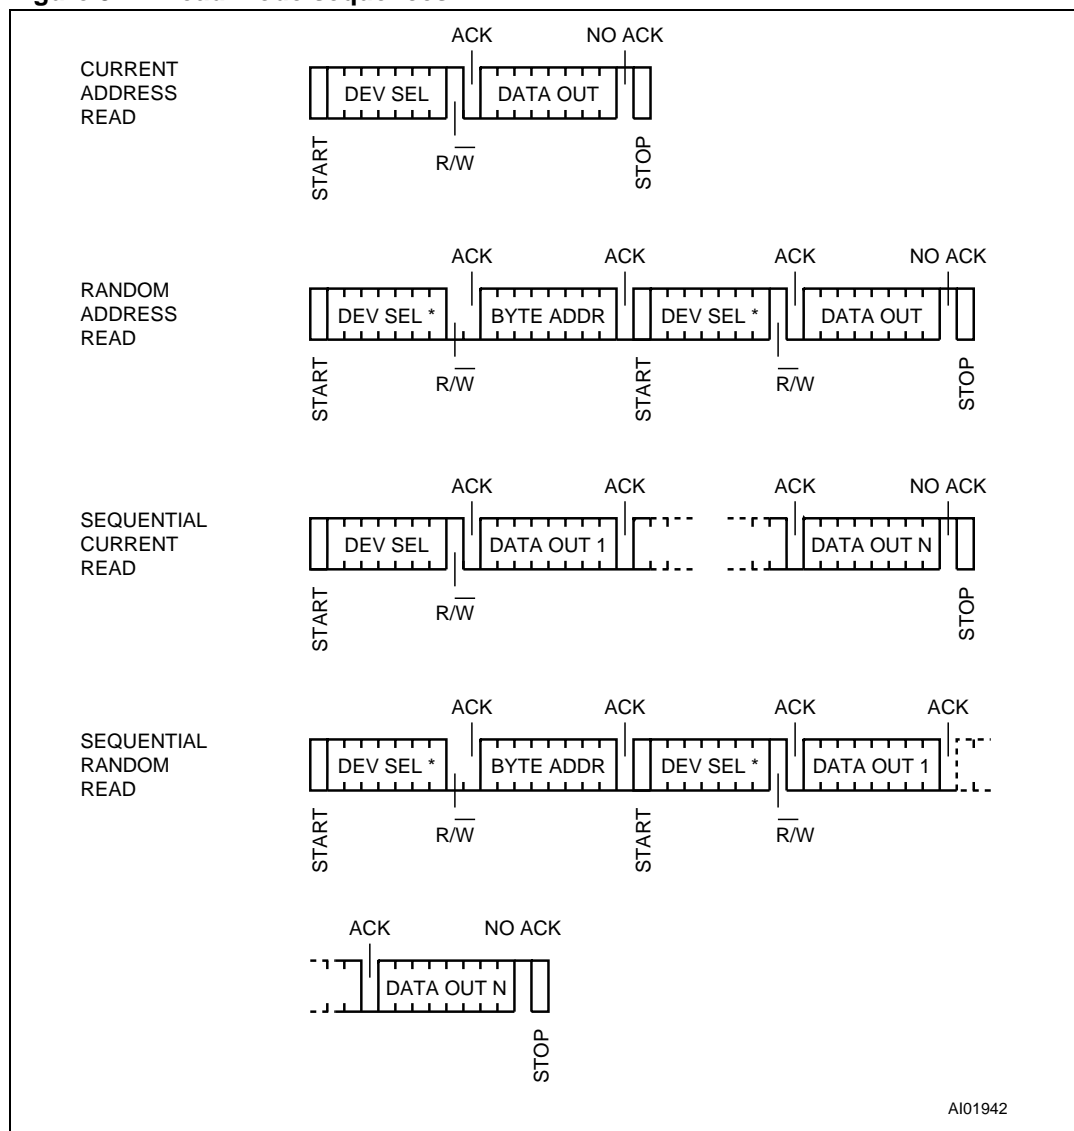 ACK NO ACK
CURRENT
ADDRESS
READ
DEV SEL DATA OUT
START R/W STOP
ACK ACK ACK NO ACK
RANDOM
ADDRESS
READ
DEV SEL * BYTE ADDR DEV SEL * DATA OUT
START R/W START R/W STOP
ACK ACK ACK NO ACK
SEQUENTIAL
CURRENT
READ
DEV SEL DATA OUT 1 DATA OUT N
START R/W STOP
ACK ACK ACK ACK
SEQUENTIAL
RANDOM
READ
DEV SEL * BYTE ADDR DEV SEL * DATA OUT 1
START R/W START R/W
ACK NO ACK
DATA OUT N
STOP
AI01942